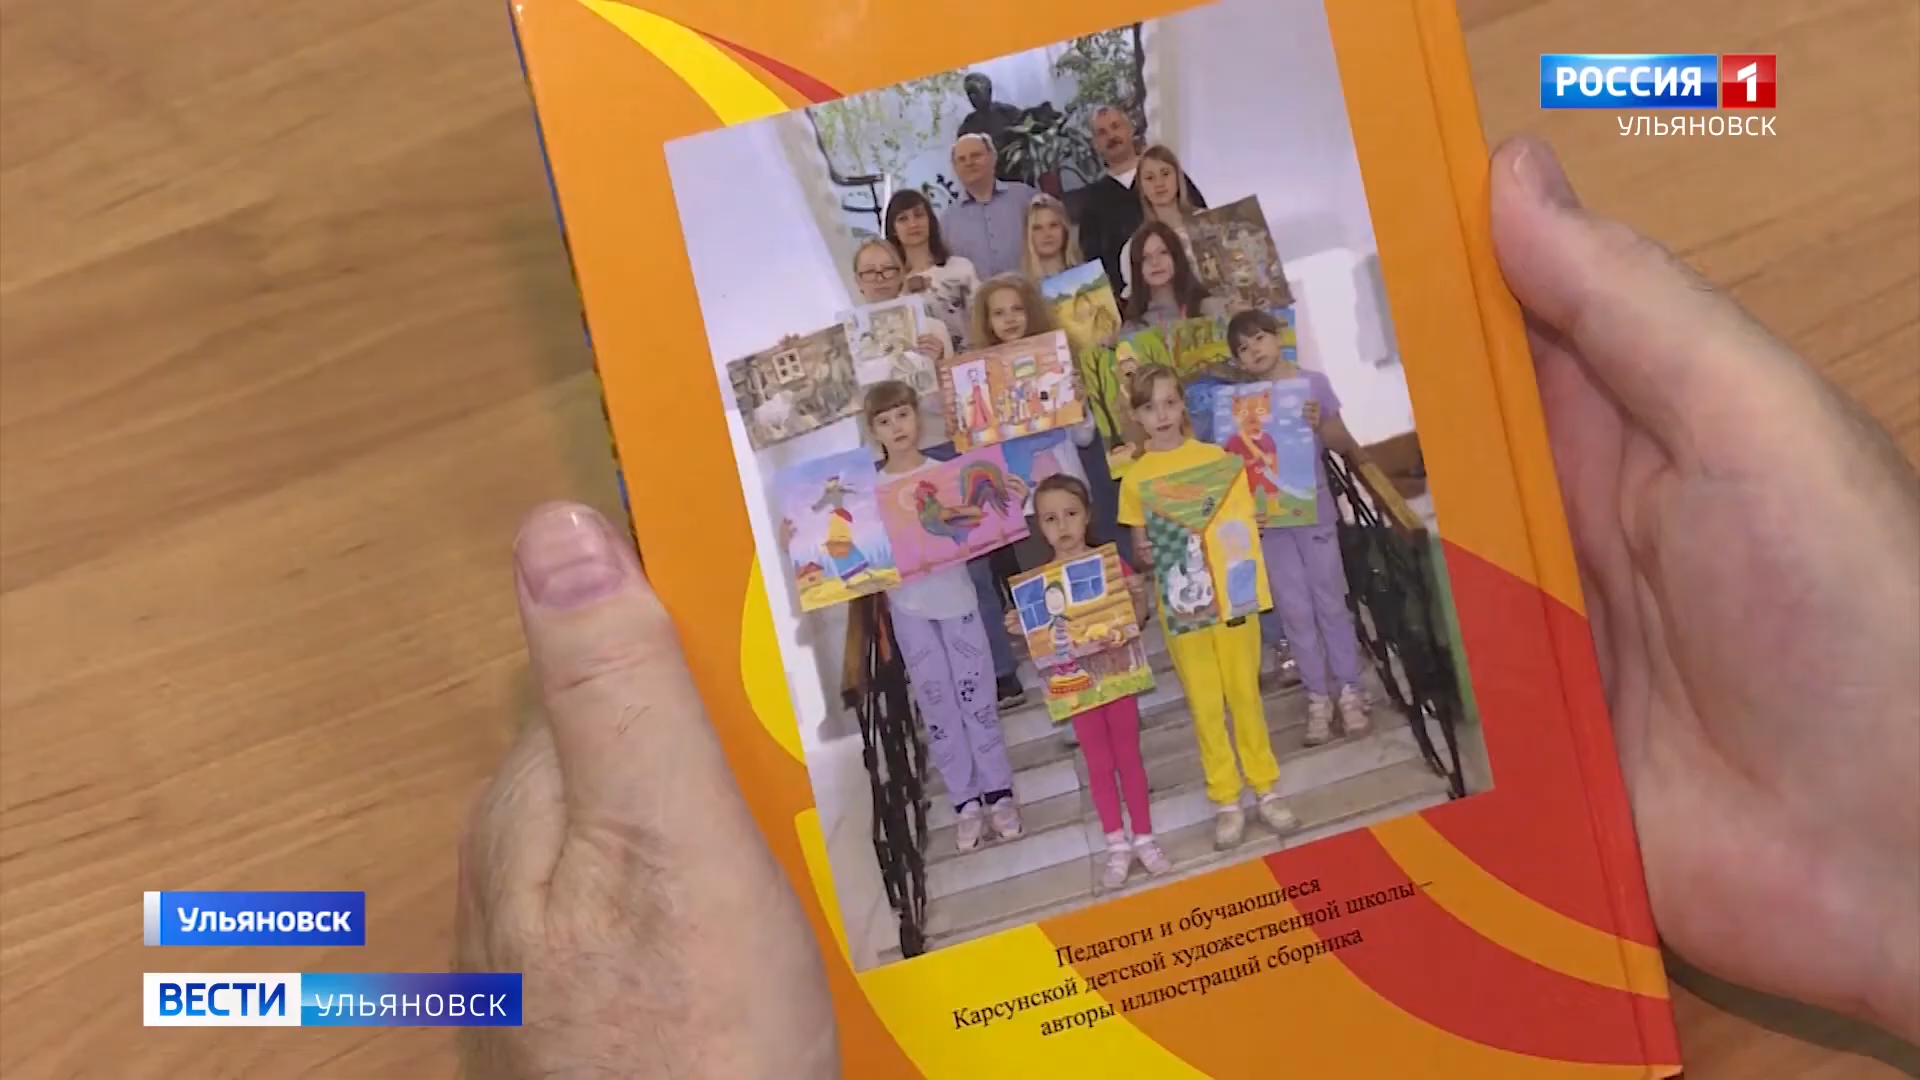 РОССИЯ 1
УЛЬЯНОВСК
Педагоги и обучающиеся
Карсунской детской художественной школы –
авторы иллюстраций сборника
Ульяновск
ВЕСТИ УЛЬЯНОВСК